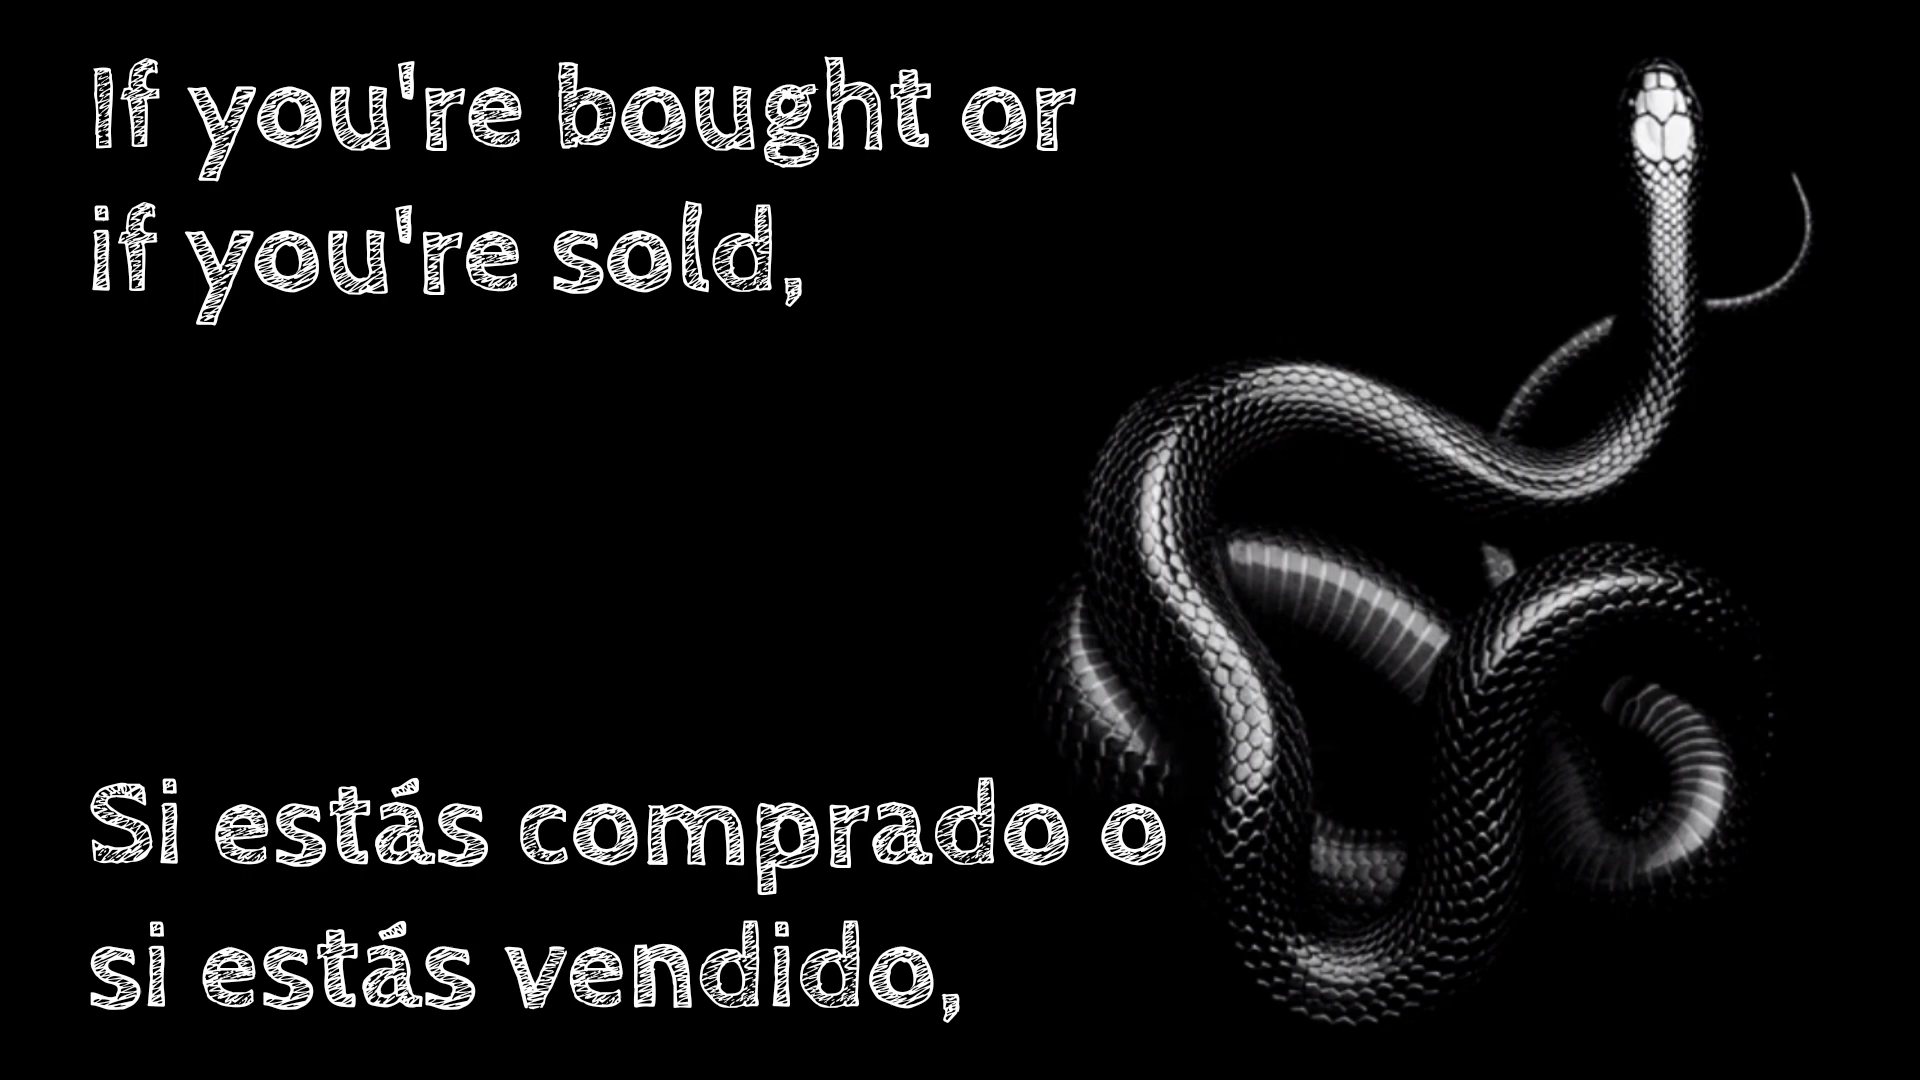 If you're bought or
if you're sold,
Si estás comprado o
si estás vendido,